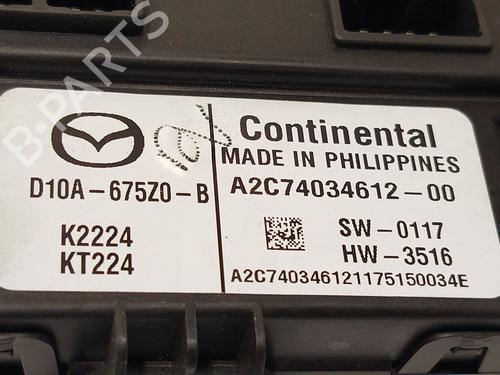 B-PARTS
Continental
MADE IN PHILIPPINES
D10A-675Z0-B
A2C74034612-00
K2224
KT224
SW-0117
HW-3516
A2C740346121175150034E